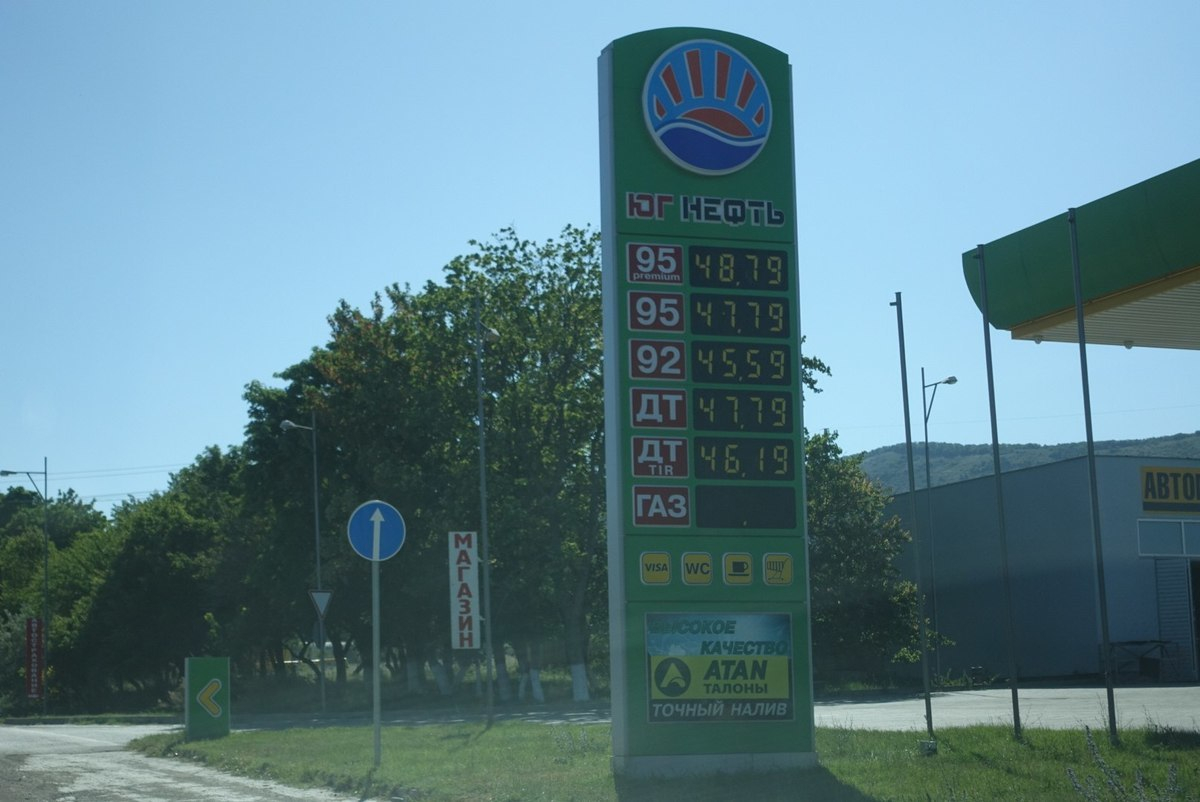 ЮГ НЕФТЬ
95 premium 48,79
95 47,79
92 45,59
ДТ 47,79
ДТ TIR 46,19
ГАЗ
VISA WC
ВЫСОКОЕ
КАЧЕСТВО
ATAN
ТАЛОНЫ
ТОЧНЫЙ НАЛИВ
МАГАЗИН